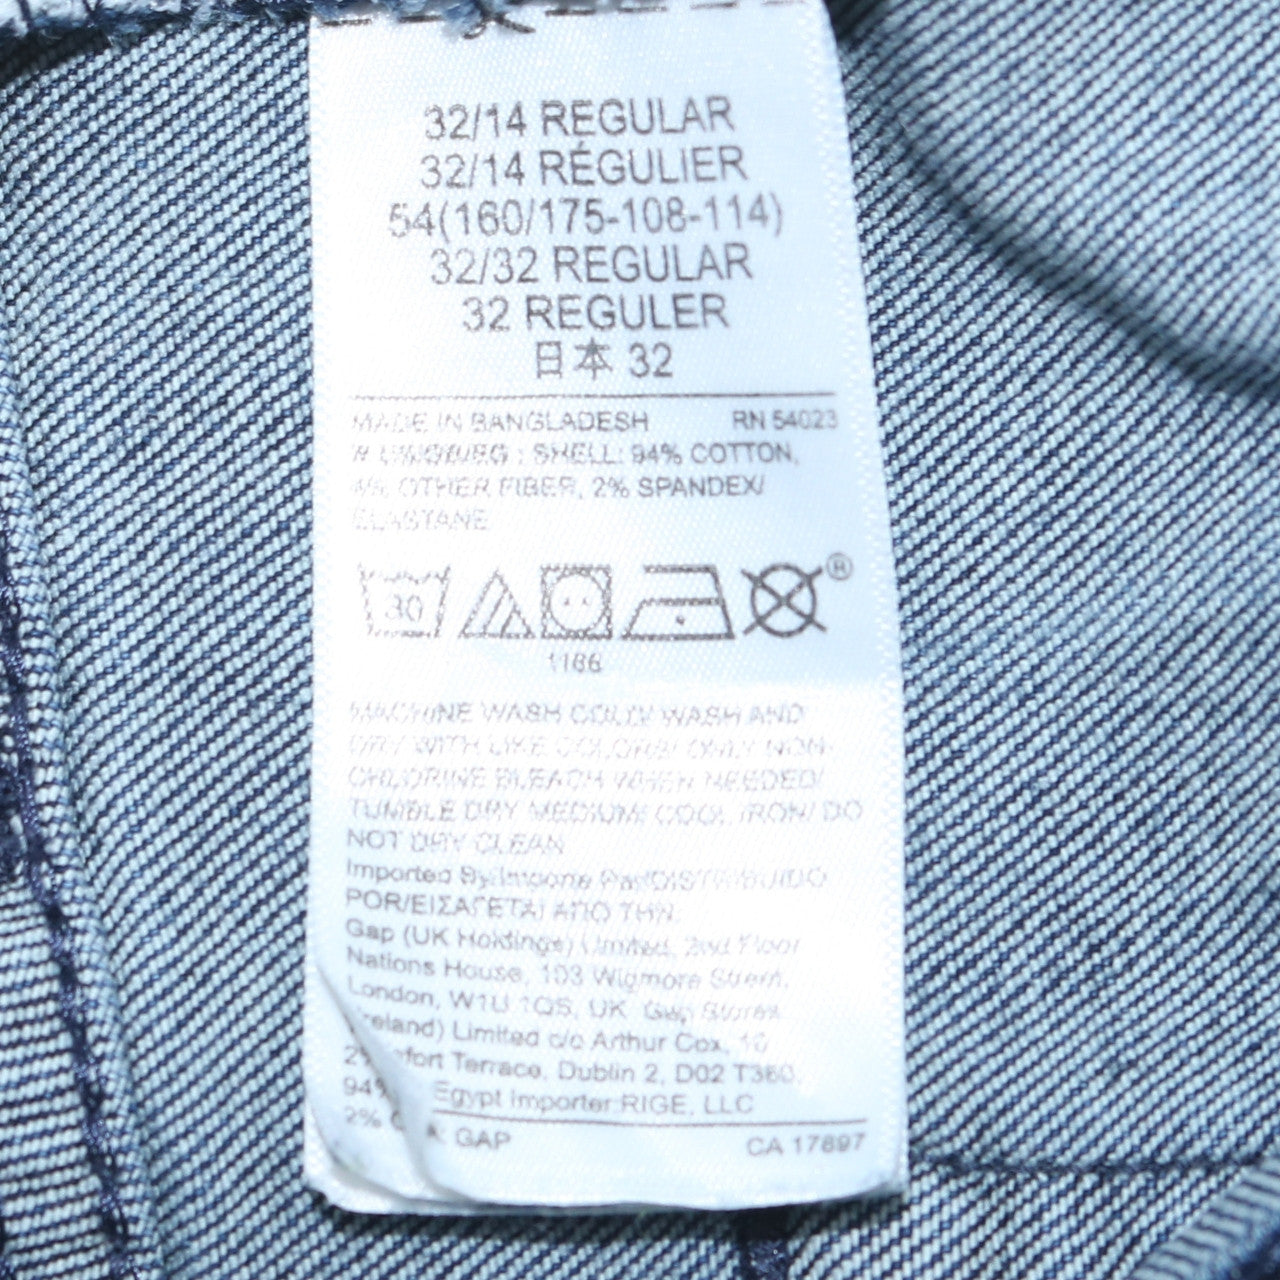 32/14 REGULAR
32/14 RÉGULIER
54(160/175-108-114)
32/32 REGULAR
32 REGULER
日本 32
MADE IN BANGLADESH RN 54023
SHELL: 94% COTTON,
4% OTHER FIBER, 2% SPANDEX/
ELASTANE
30
®
1166
MACHINE WASH COLD/ WASH AND
DRY WITH LIKE COLORS/ ONLY NON-
CHLORINE BLEACH WHEN NEEDED/
TUMBLE DRY MEDIUM/ COOL IRON/ DO
NOT DRY CLEAN
Imported By/Importé Par/DISTRIBUIDO
POR/ΕΙΣΑΓΕΤΑΙ ΑΠΟ ΤΗΝ:
Gap (UK Holdings) Limited, 2nd Floor
Nations House, 103 Wigmore Street,
London, W1U 1QS, UK Gap Stores
Limited c/o Arthur Cox, 10
Terrace, Dublin 2, D02 T380,
94% Egypt Importer:RIGE, LLC
2% GAP CA 17897